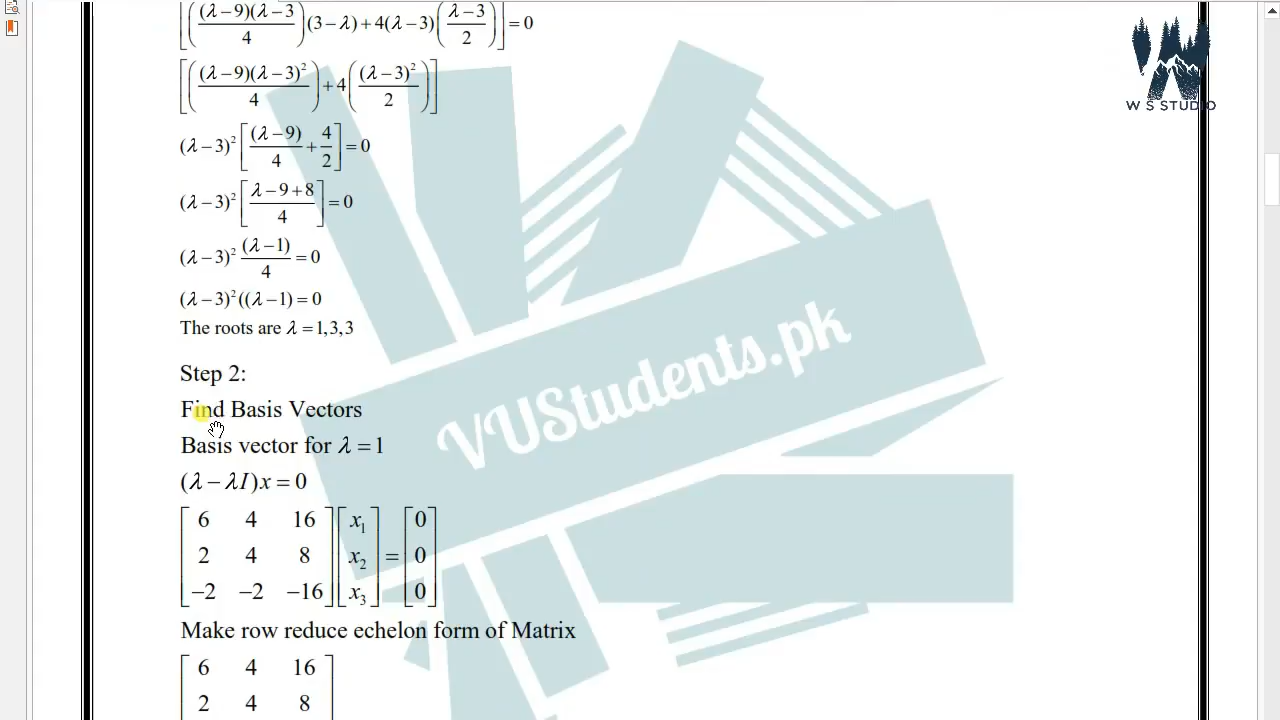 [((λ−9)(λ−3/4)(3−λ)+4(λ−3)(λ−3/2)]=0
[((λ−9)(λ−3)²/4)+4((λ−3)²/2)]
(λ−3)²[(λ−9)/4+4/2]=0
(λ−3)²[λ−9+8/4]=0
(λ−3)² (λ−1)/4=0
(λ−3)²((λ−1)=0
The roots are λ=1,3,3
Step 2:
Find Basis Vectors
Basis vector for λ=1
(λ−λI)x=0
[6 4 16] [x₁] [0]
[2 4 8] [x₂] = [0]
[−2 −2 −16] [x₃] [0]
Make row reduce echelon form of Matrix
[6 4 16]
2 4 8
VUStudents.pk
W S STUDIO